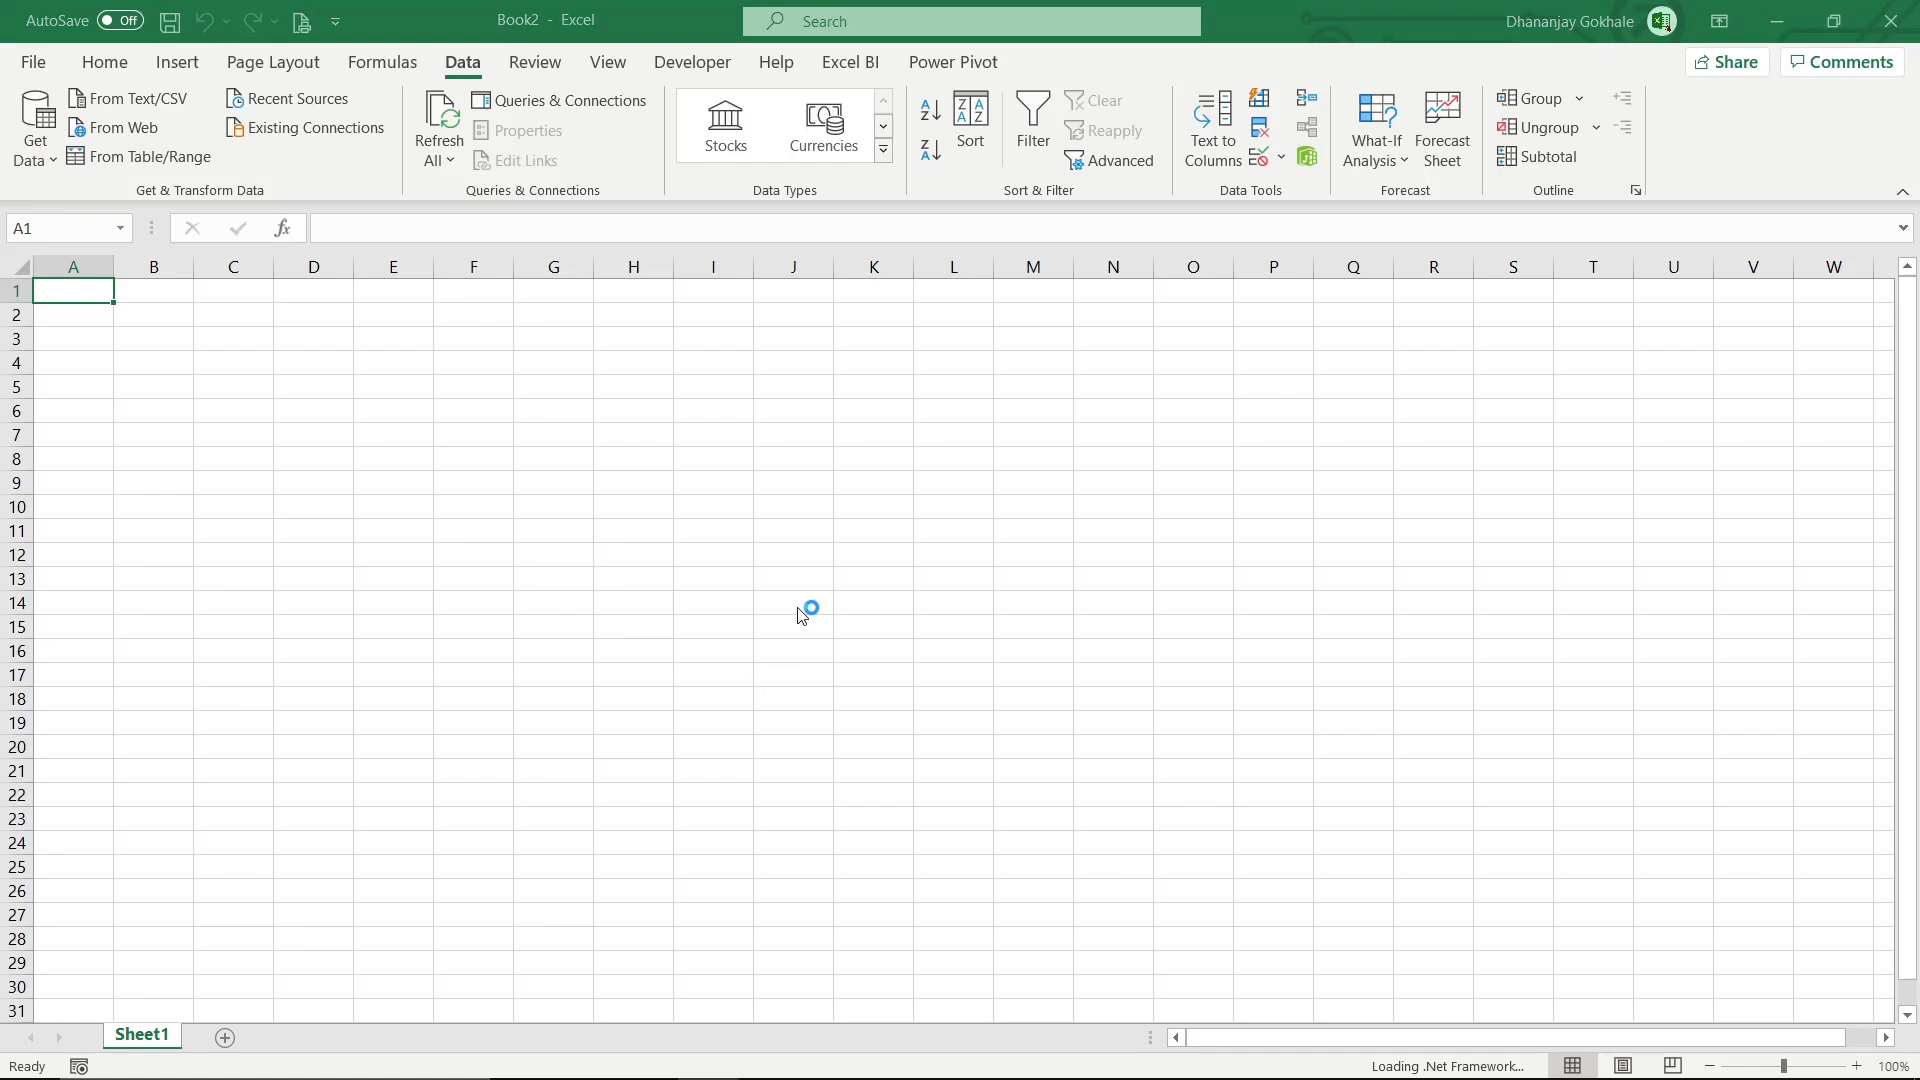 AutoSave Off Book2 - Excel Search Dhananjay Gokhale
File Home Insert Page Layout Formulas Data Review View Developer Help Excel BI Power Pivot Share Comments
Get Data
From Text/CSV
From Web
From Table/Range
Recent Sources
Existing Connections
Get & Transform Data
Refresh All
Queries & Connections
Properties
Edit Links
Queries & Connections
Stocks
Currencies
Data Types
Sort
Filter
Clear
Reapply
Advanced
Sort & Filter
Text to Columns
Data Tools
What-If Analysis
Forecast Sheet
Forecast
Group
Ungroup
Subtotal
Outline
A1 fx
A B C D E F G H I J K L M N O P Q R S T U V W
1
2
3
4
5
6
7
8
9
10
11
12
13
14
15
16
17
18
19
20
21
22
23
24
25
26
27
28
29
30
31
Sheet1
Ready Loading .Net Framework... 100%